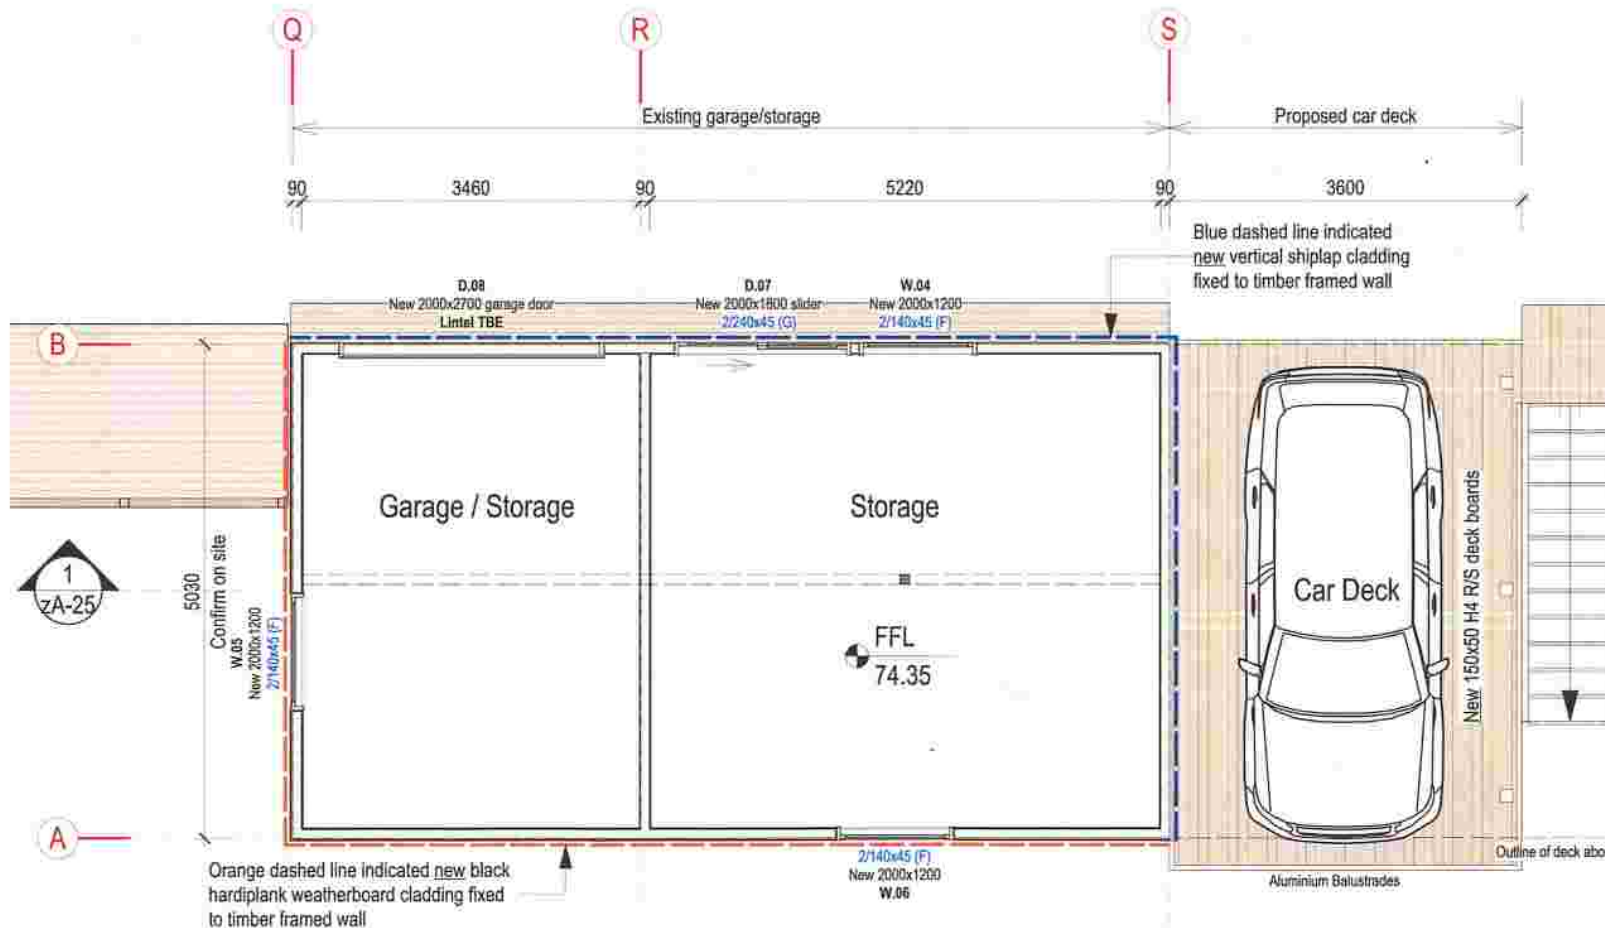 Q
R
S
Existing garage/storage
Proposed car deck
90
3460
90
5220
90
3600
Blue dashed line indicated
new vertical shiplap cladding
fixed to timber framed wall
D.08
New 2000x2700 garage door
Lintel TBE
D.07
New 2000x1800 slider
2/240x45 (G)
W.04
New 2000x1200
2/140x45 (F)
B
Garage / Storage
Storage
1
zA-25
5030
Confirm on site
W.05
New 2000x1200
2/140x45 (F)
FFL
74.35
Car Deck
New 150x50 H4 R/S deck boards
A
2/140x45 (F)
New 2000x1200
W.06
Outline of deck abo
Aluminium Balustrades
Orange dashed line indicated new black
hardiplank weatherboard cladding fixed
to timber framed wall